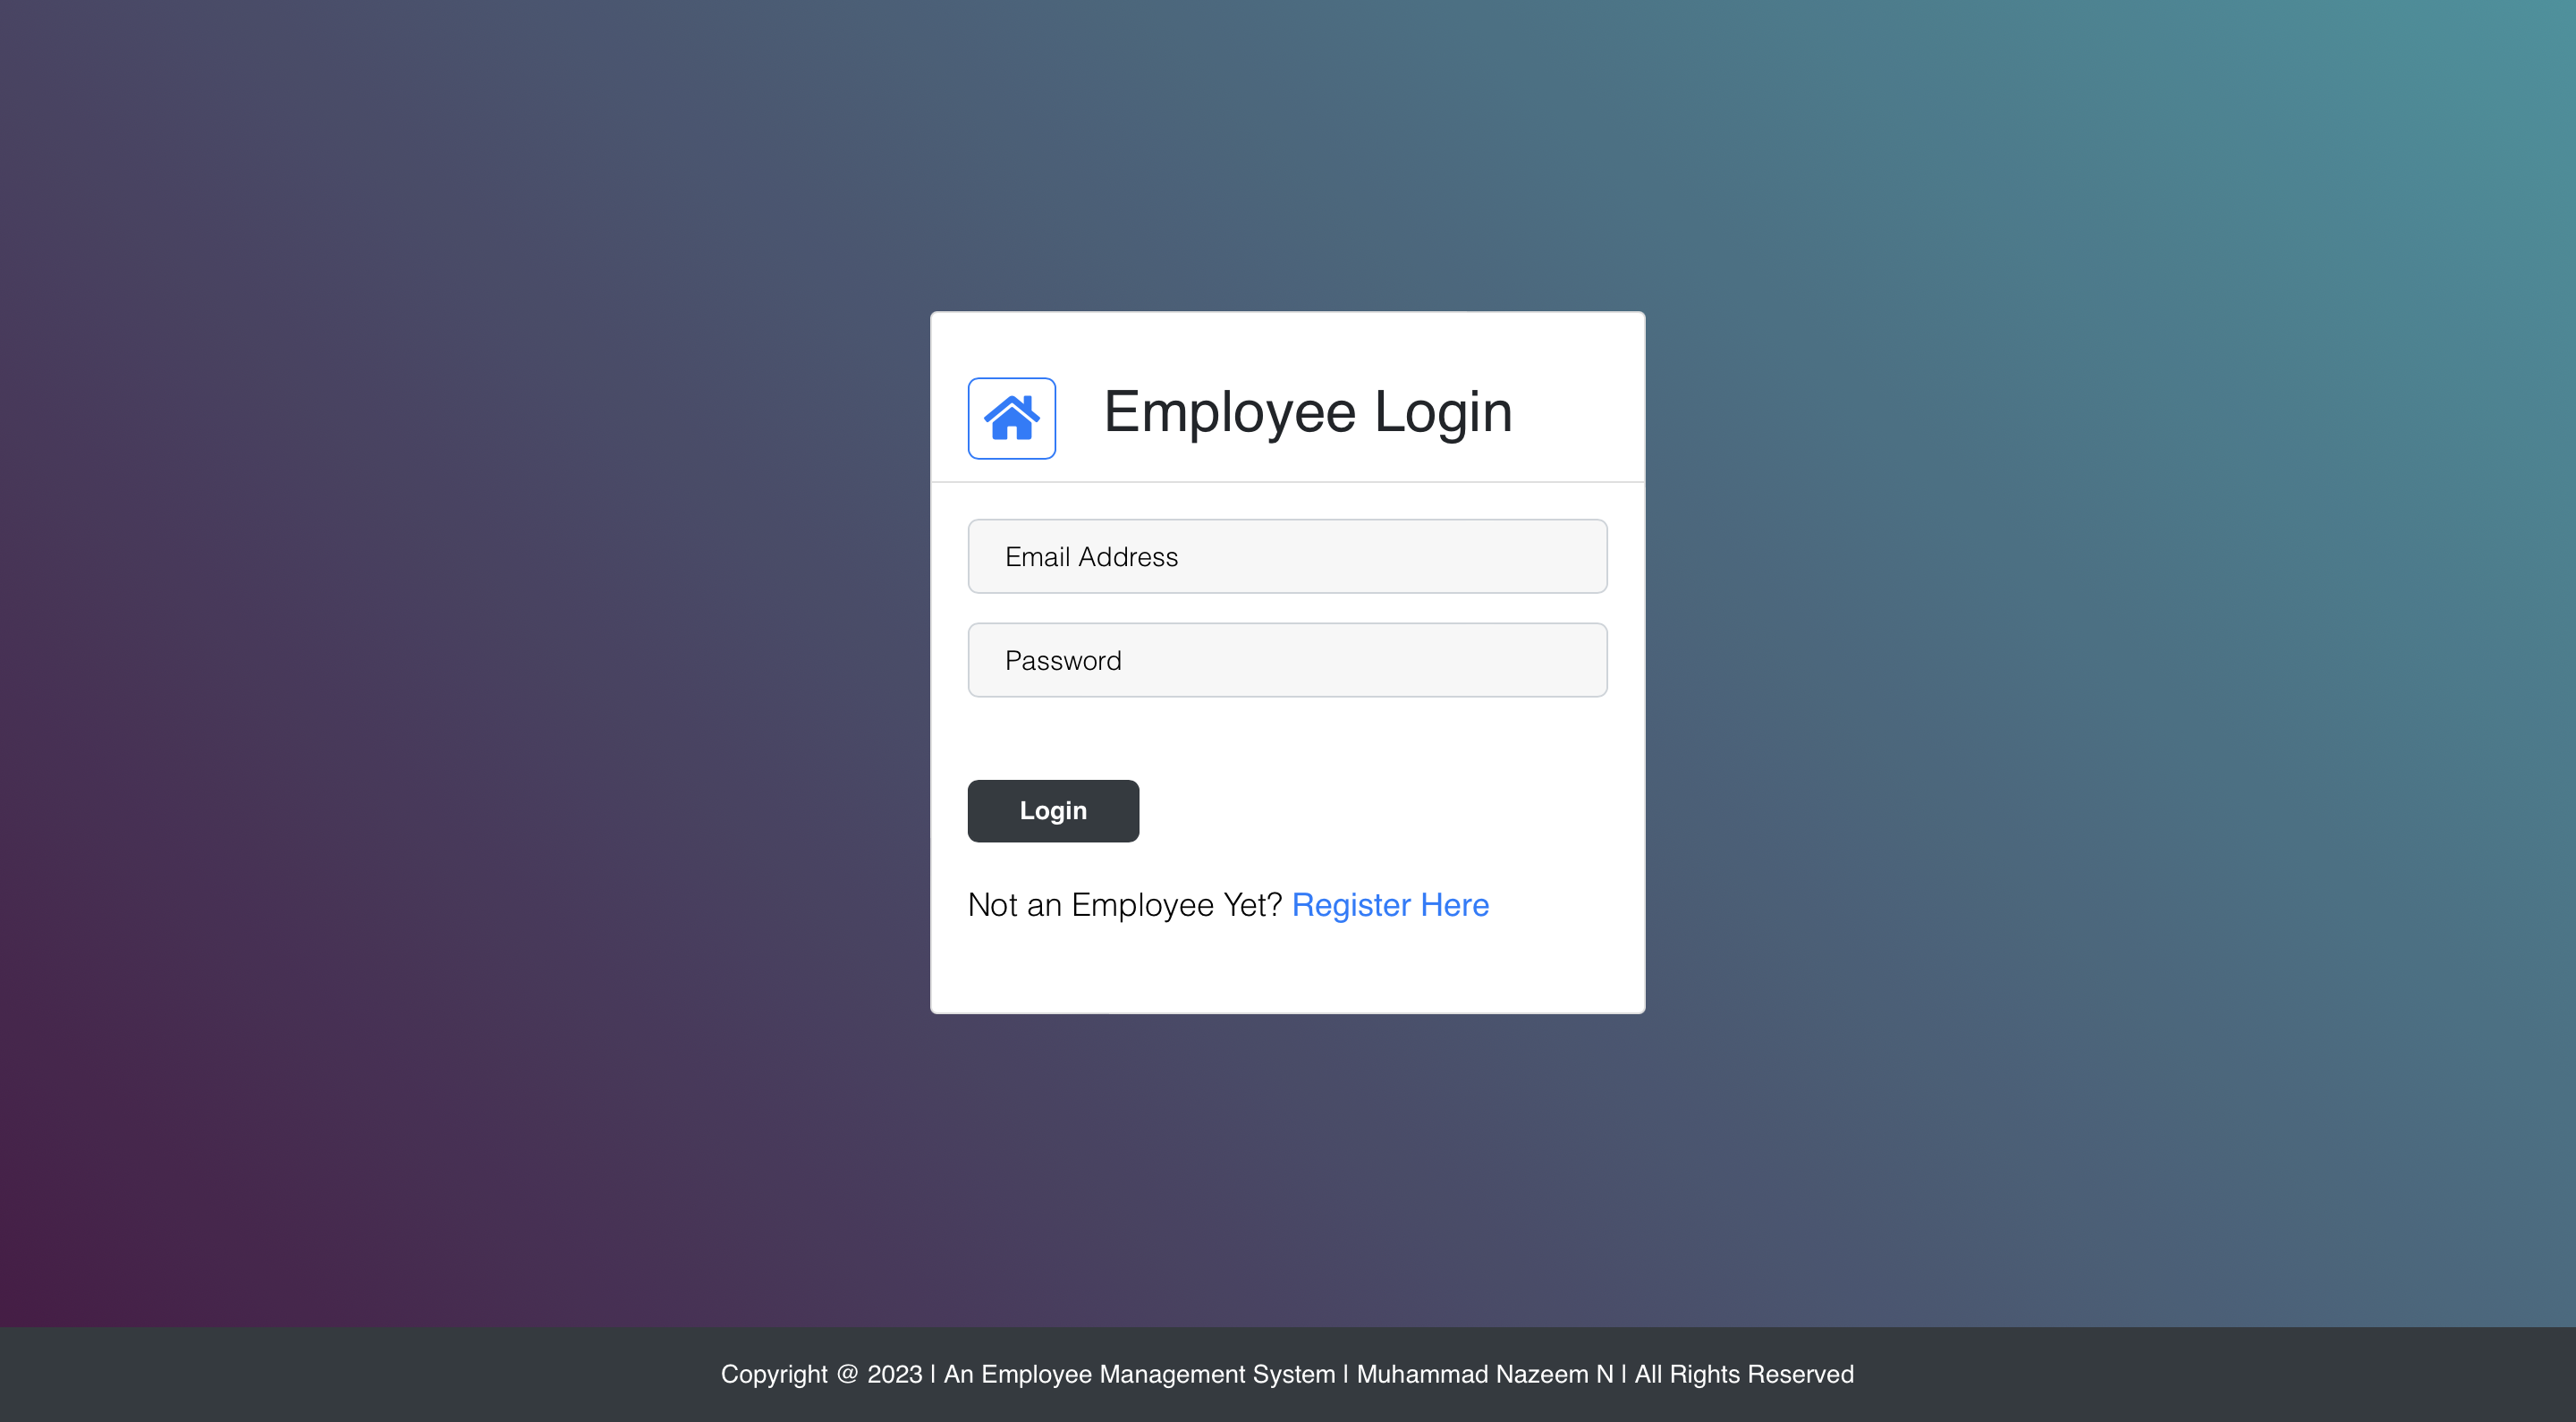 Employee Login
Email Address
Password
Login
Not an Employee Yet? Register Here
Copyright @ 2023 | An Employee Management System | Muhammad Nazeem N | All Rights Reserved